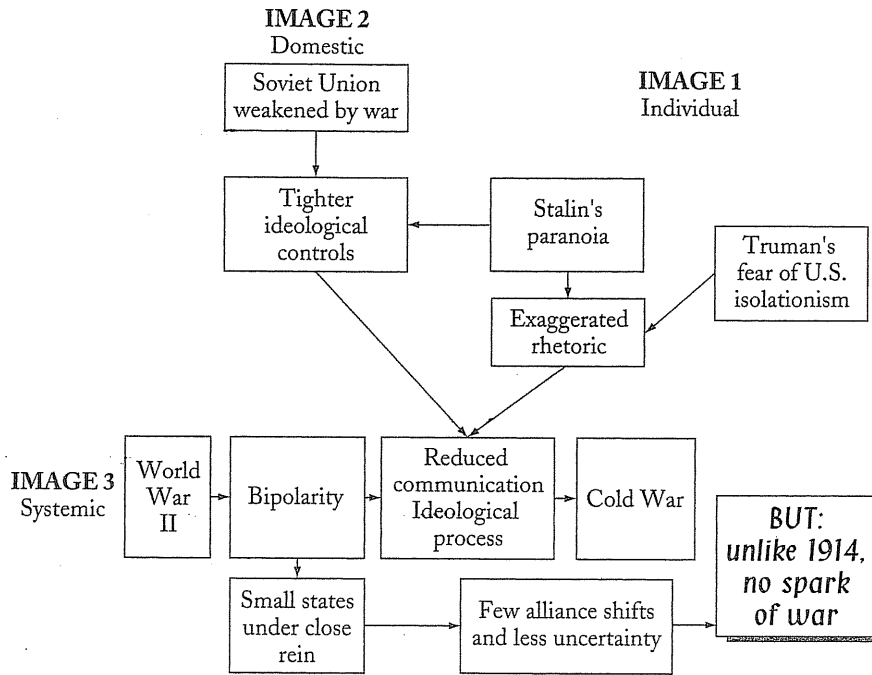 IMAGE 2
Domestic
Soviet Union
weakened by war
IMAGE 1
Individual
Tighter
ideological
controls
Stalin's
paranoia
Truman's
fear of U.S.
isolationism
Exaggerated
rhetoric
IMAGE 3
Systemic
World
War
II
Bipolarity
Reduced
communication
Ideological
process
Cold War
BUT:
unlike 1914,
no spark
of war
Small states
under close
rein
Few alliance shifts
and less uncertainty